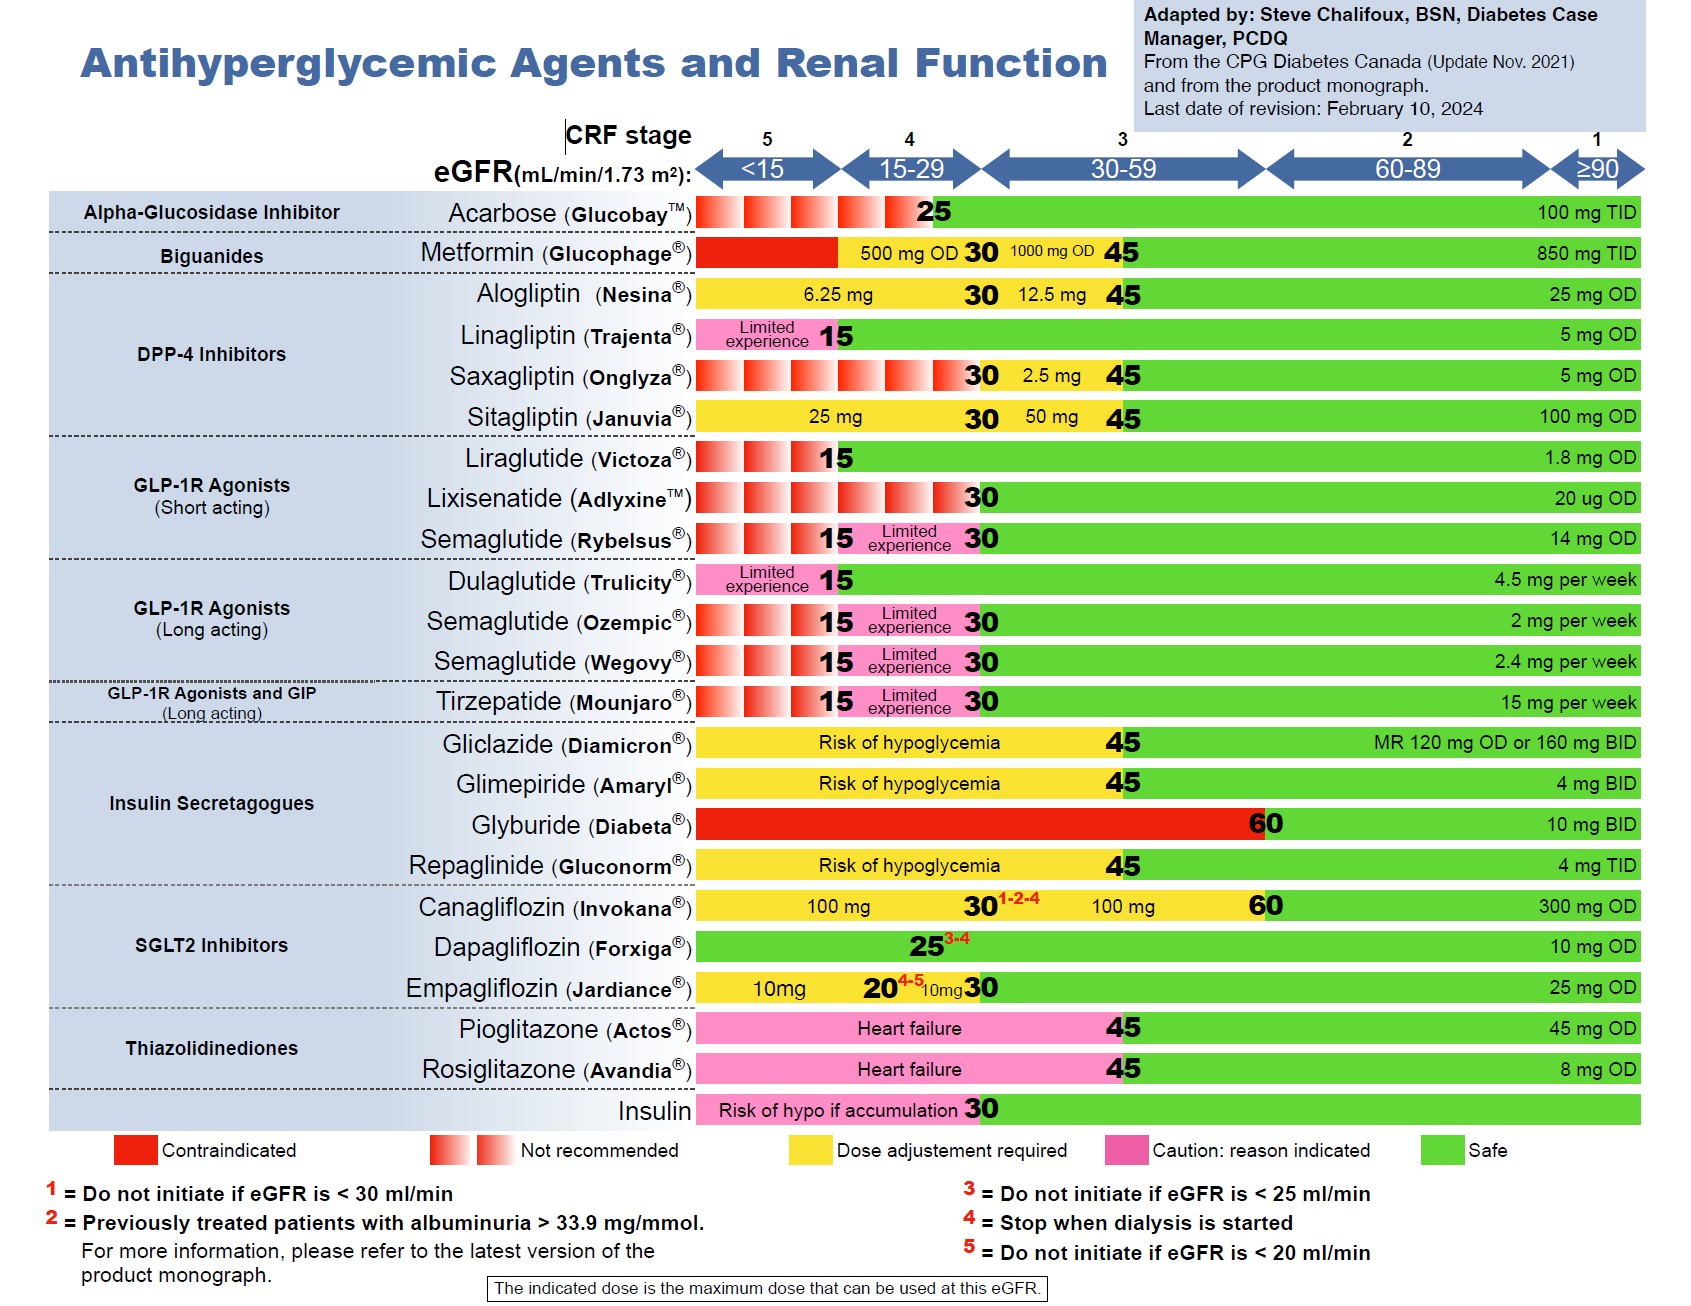 Antihyperglycemic Agents and Renal Function
Adapted by: Steve Chalifoux, BSN, Diabetes Case
Manager, PCDQ
From the CPG Diabetes Canada (Update Nov. 2021)
and from the product monograph.
Last date of revision: February 10, 2024
CRF stage 5 4 3 2 1
eGFR(mL/min/1.73 m²): <15 15-29 30-59 60-89 ≥90
Alpha-Glucosidase Inhibitor Acarbose (Glucobay™) 25 100 mg TID
Biguanides Metformin (Glucophage®) 500 mg OD 30 1000 mg OD 45 850 mg TID
DPP-4 Inhibitors
Alogliptin (Nesina®) 6.25 mg 30 12.5 mg 45 25 mg OD
Linagliptin (Trajenta®) Limited experience 15 5 mg OD
Saxagliptin (Onglyza®) 30 2.5 mg 45 5 mg OD
Sitagliptin (Januvia®) 25 mg 30 50 mg 45 100 mg OD
GLP-1R Agonists
(Short acting)
Liraglutide (Victoza®) 15 1.8 mg OD
Lixisenatide (Adlyxine™) 30 20 ug OD
Semaglutide (Rybelsus®) 15 Limited experience 30 14 mg OD
GLP-1R Agonists
(Long acting)
Dulaglutide (Trulicity®) Limited experience 15 4.5 mg per week
Semaglutide (Ozempic®) 15 Limited experience 30 2 mg per week
Semaglutide (Wegovy®) 15 Limited experience 30 2.4 mg per week
GLP-1R Agonists and GIP
(Long acting)
Tirzepatide (Mounjaro®) 15 Limited experience 30 15 mg per week
Insulin Secretagogues
Gliclazide (Diamicron®) Risk of hypoglycemia 45 MR 120 mg OD or 160 mg BID
Glimepiride (Amaryl®) Risk of hypoglycemia 45 4 mg BID
Glyburide (Diabeta®) 60 10 mg BID
Repaglinide (Gluconorm®) Risk of hypoglycemia 45 4 mg TID
SGLT2 Inhibitors
Canagliflozin (Invokana®) 100 mg 30 1-2-4 100 mg 60 300 mg OD
Dapagliflozin (Forxiga®) 25 3-4 10 mg OD
Empagliflozin (Jardiance®) 10mg 20 4-5 10mg 30 25 mg OD
Thiazolidinediones
Pioglitazone (Actos®) Heart failure 45 45 mg OD
Rosiglitazone (Avandia®) Heart failure 45 8 mg OD
Insulin Risk of hypo if accumulation 30
Contraindicated Not recommended Dose adjustement required Caution: reason indicated Safe
1 = Do not initiate if eGFR is < 30 ml/min
2 = Previously treated patients with albuminuria > 33.9 mg/mmol.
For more information, please refer to the latest version of the
product monograph.
3 = Do not initiate if eGFR is < 25 ml/min
4 = Stop when dialysis is started
5 = Do not initiate if eGFR is < 20 ml/min
The indicated dose is the maximum dose that can be used at this eGFR.